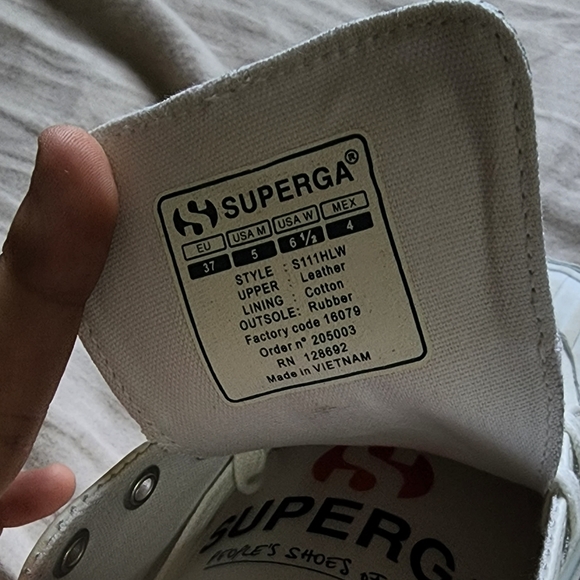 SUPERGA®
EU USA M USA W MEX
37 5 6 1/2 4
STYLE : S111HLW
UPPER : Leather
LINING : Cotton
OUTSOLE: Rubber
Factory code 16079
Order n° 205003
RN 128692
Made in VIETNAM
SUPERG
PEOPLE'S SHOES OF